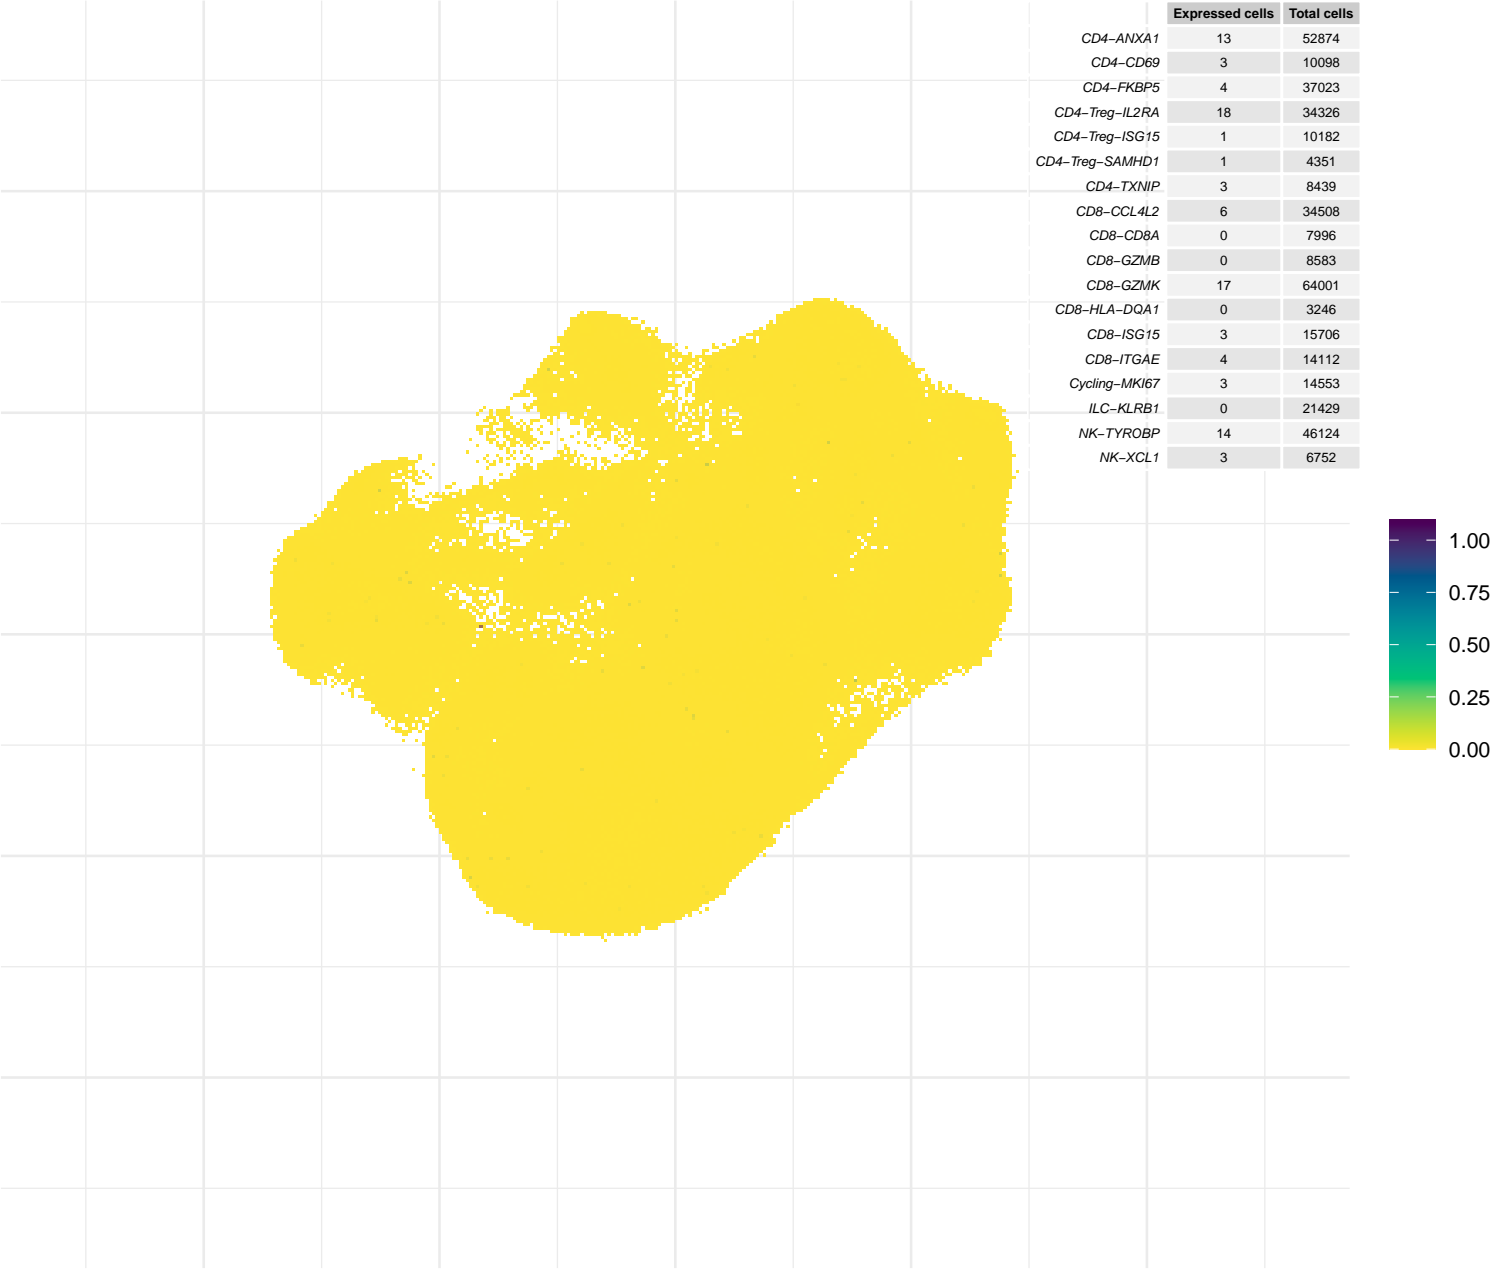 Expressed cells Total cells
CD4−ANXA1 13 52874
CD4−CD69 3 10098
CD4−FKBP5 4 37023
CD4−Treg−IL2RA 18 34326
CD4−Treg−ISG15 1 10182
CD4−Treg−SAMHD1 1 4351
CD4−TXNIP 3 8439
CD8−CCL4L2 6 34508
CD8−CD8A 0 7996
CD8−GZMB 0 8583
CD8−GZMK 17 64001
CD8−HLA−DQA1 0 3246
CD8−ISG15 3 15706
CD8−ITGAE 4 14112
Cycling−MKI67 3 14553
ILC−KLRB1 0 21429
NK−TYROBP 14 46124
NK−XCL1 3 6752
1.00
0.75
0.50
0.25
0.00